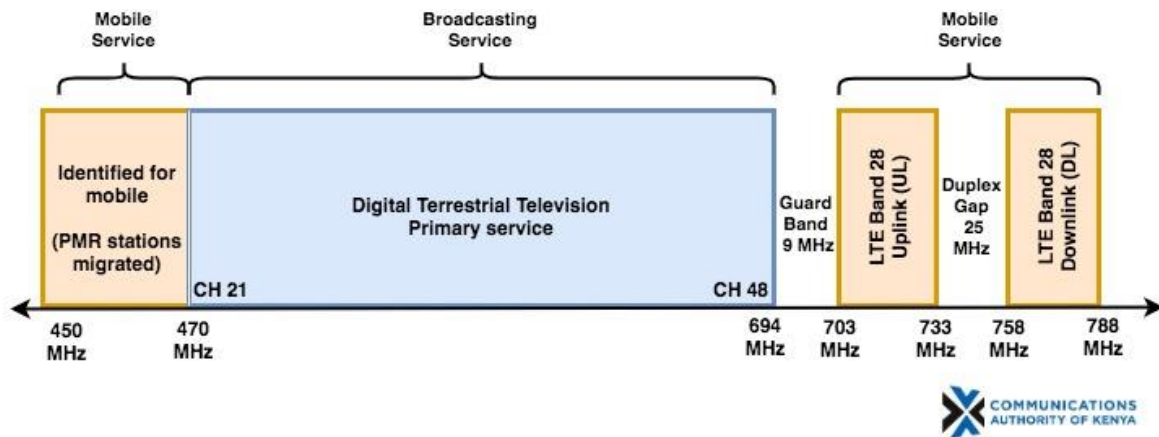 Mobile
Service
Broadcasting
Service
Mobile
Service
Identified for
mobile
(PMR stations
migrated)
Digital Terrestrial Television
Primary service
CH 21
CH 48
Guard
Band
9 MHz
LTE Band 28
Uplink (UL)
Duplex
Gap
25
MHz
LTE Band 28
Downlink (DL)
450
MHz
470
MHz
694
MHz
703
MHz
733
MHz
758
MHz
788
MHz
COMMUNICATIONS
AUTHORITY OF KENYA